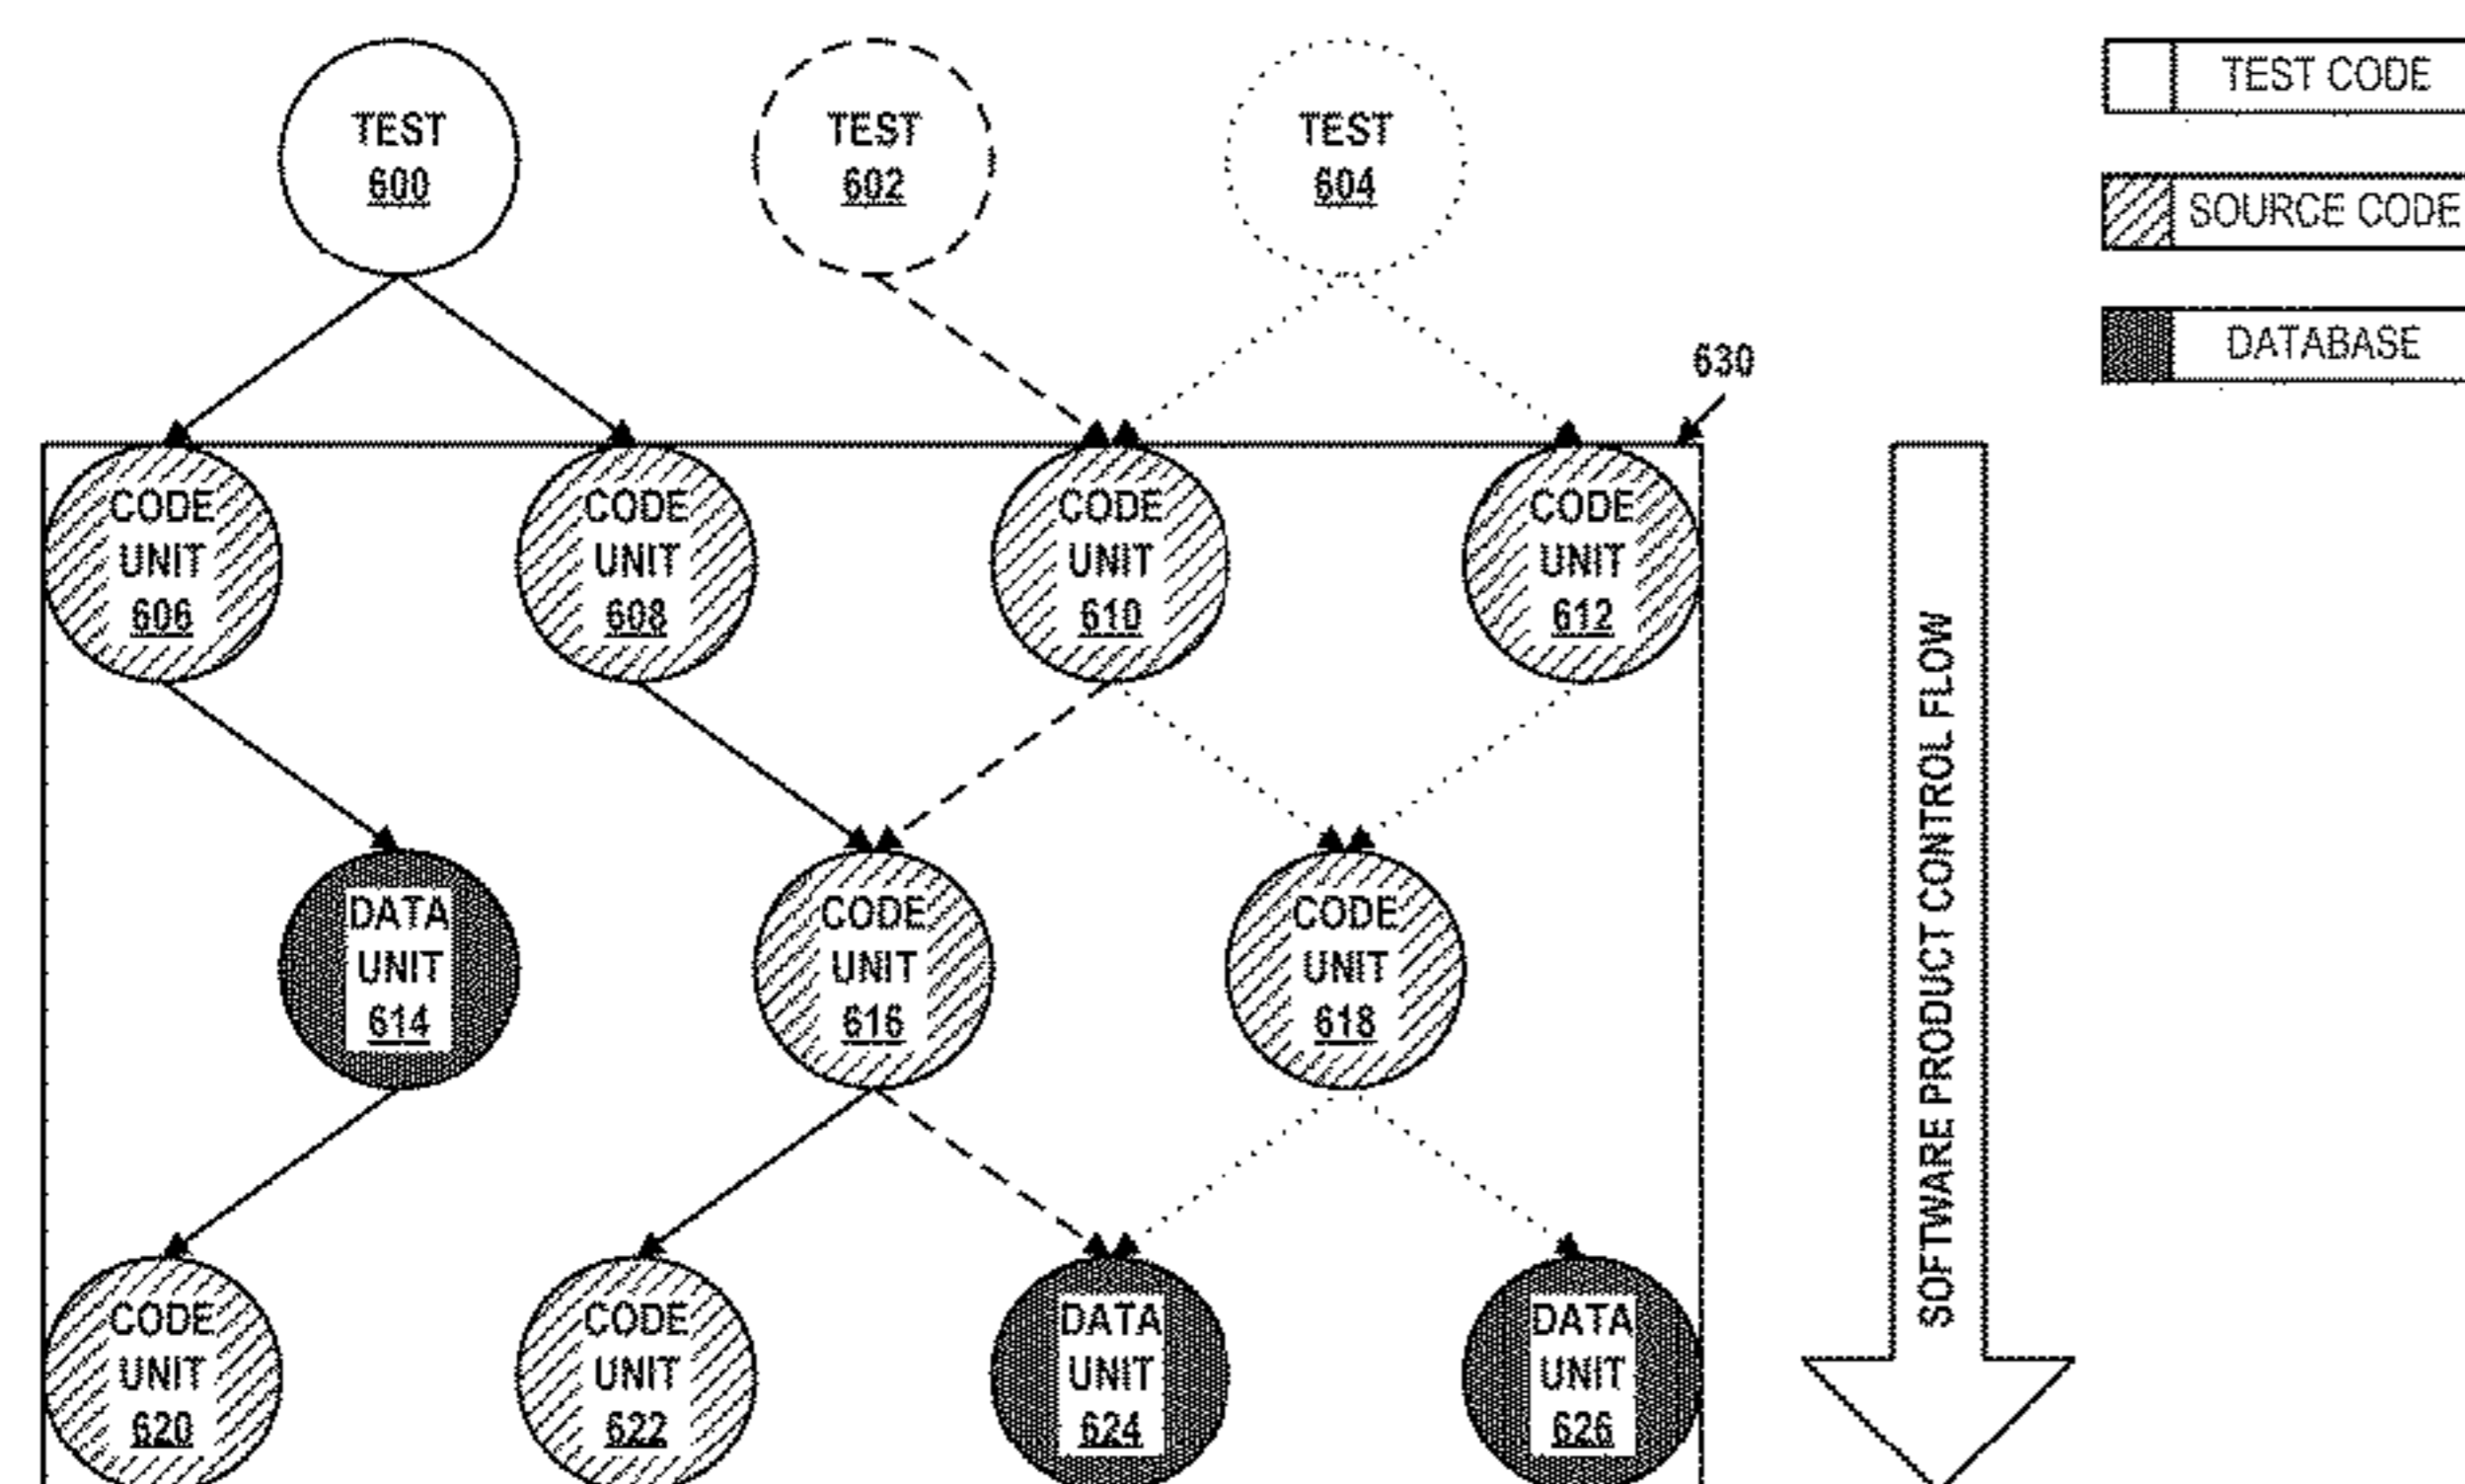 TEST
600
TEST
602
TEST
604
TEST CODE
SOURCE CODE
DATABASE
630
CODE
UNIT
606
CODE
UNIT
608
CODE
UNIT
610
CODE
UNIT
612
DATA
UNIT
614
CODE
UNIT
616
CODE
UNIT
618
CODE
UNIT
620
CODE
UNIT
622
DATA
UNIT
624
DATA
UNIT
626
SOFTWARE PRODUCT CONTROL FLOW